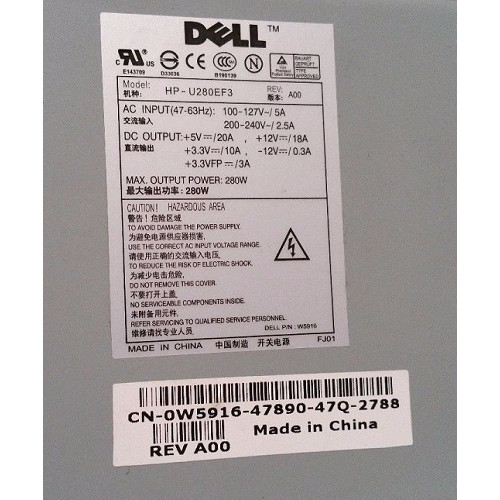 DELL™
E143709 D33036 B190139
Model: HP-U280EF3 REV: A00
机种: 版本:
AC INPUT(47-63Hz): 100-127V~/5A
交流输入 200-240V~/2.5A
DC OUTPUT: +5V⎓/20A , +12V⎓/18A
直流输出 +3.3V⎓/10A , -12V⎓/0.3A
+3.3VFP⎓/3A
MAX. OUTPUT POWER: 280W
最大输出功率: 280W
CAUTION! HAZARDOUS AREA
警告! 危险区域
TO AVOID DAMAGE THE POWER SUPPLY.
为避免电源供应器损害,
USE THE CORRECT AC INPUT VOLTAGE RANGE.
请使用正确的交流输入电压.
TO REDUCE THE RISK OF ELECTRIC SHOCK,
为减少电击危险,
DO NOT REMOVE THIS COVER.
不要打开上盖.
NO SERVICEABLE COMPONENTS INSIDE.
内无备用元件.
REFER SERVICING TO QUALIFIED SERVICE PERSONNEL.
维修请找专业人员.
DELL P/N: W5916
MADE IN CHINA 中国制造 开关电源 FJ01
CN-0W5916-47890-47Q-2788
Made in China
REV A00